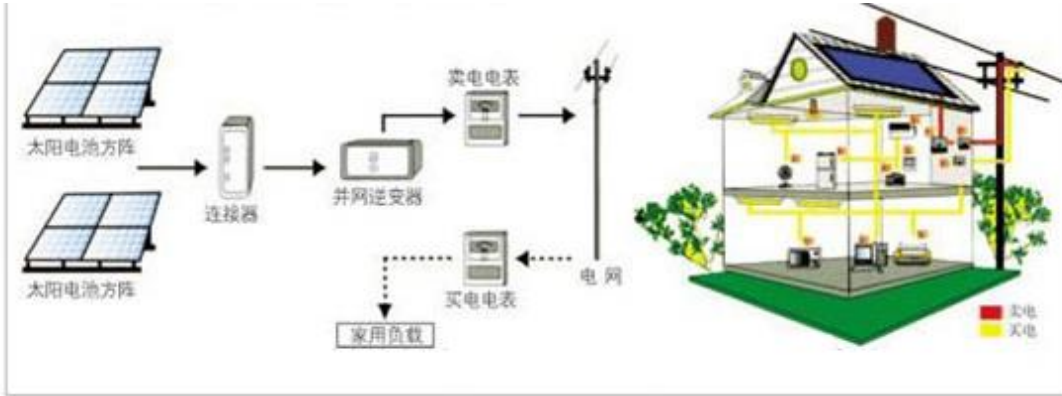 太阳电池方阵
太阳电池方阵
连接器
并网逆变器
卖电电表
买电电表
电 网
家用负载
卖电
买电